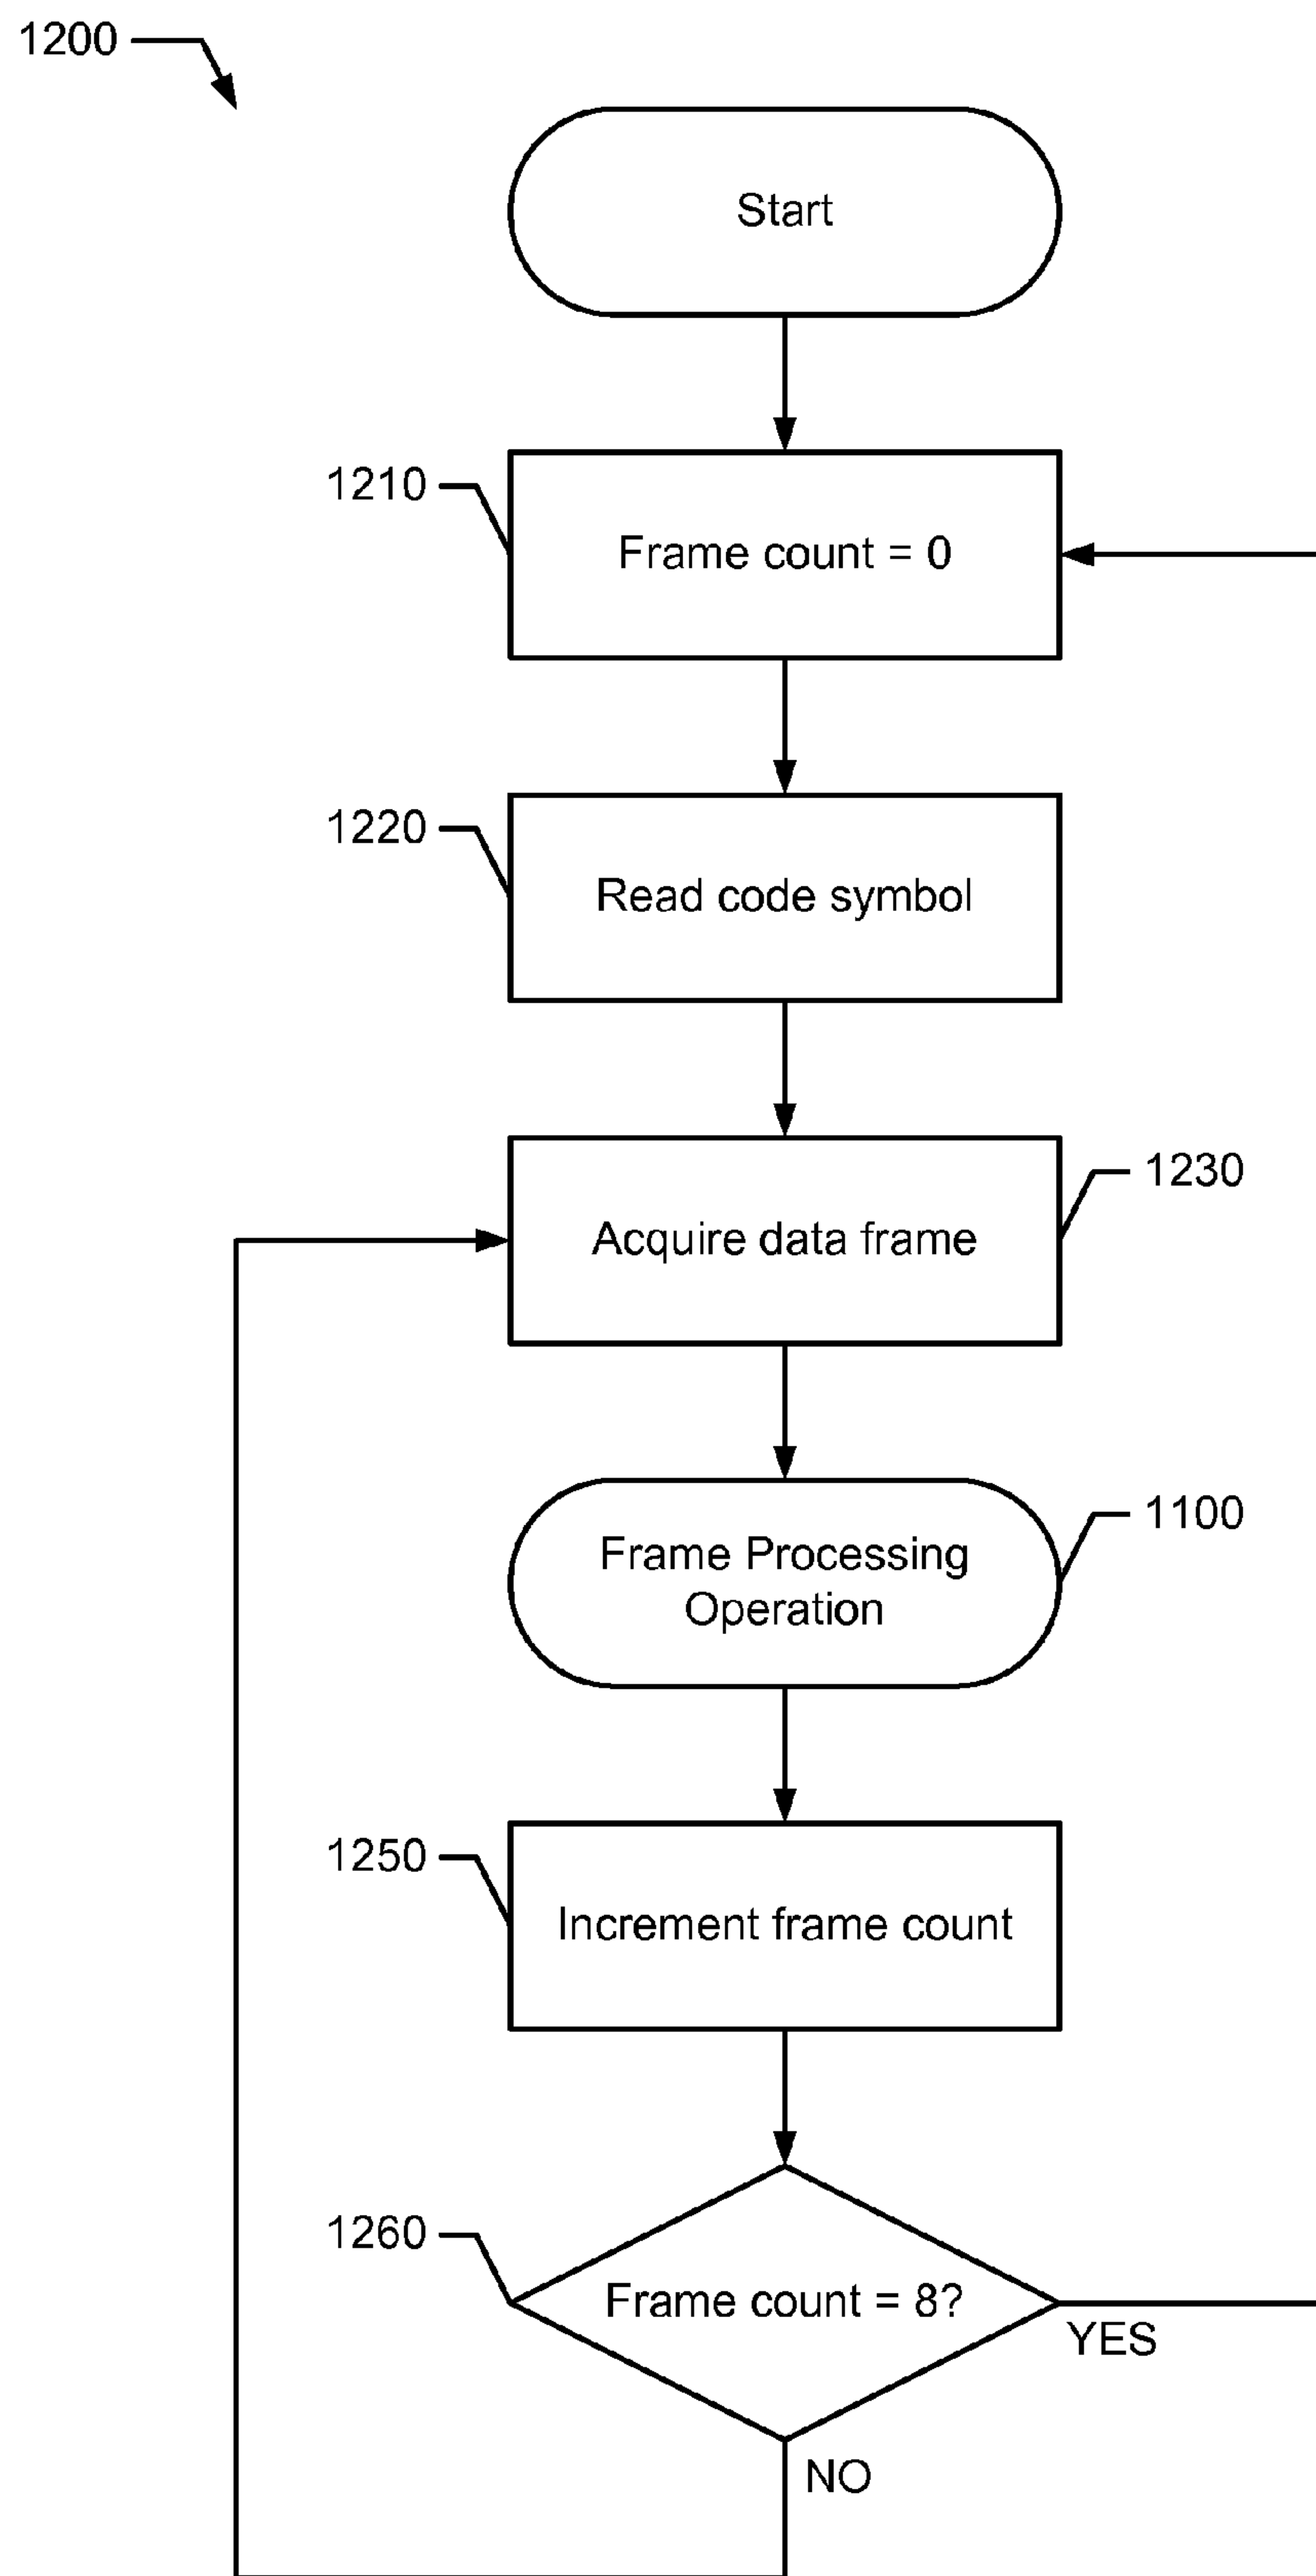 1200
Start
1210
Frame count = 0
1220
Read code symbol
1230
Acquire data frame
1100
Frame Processing
Operation
1250
Increment frame count
1260
Frame count = 8?
YES
NO